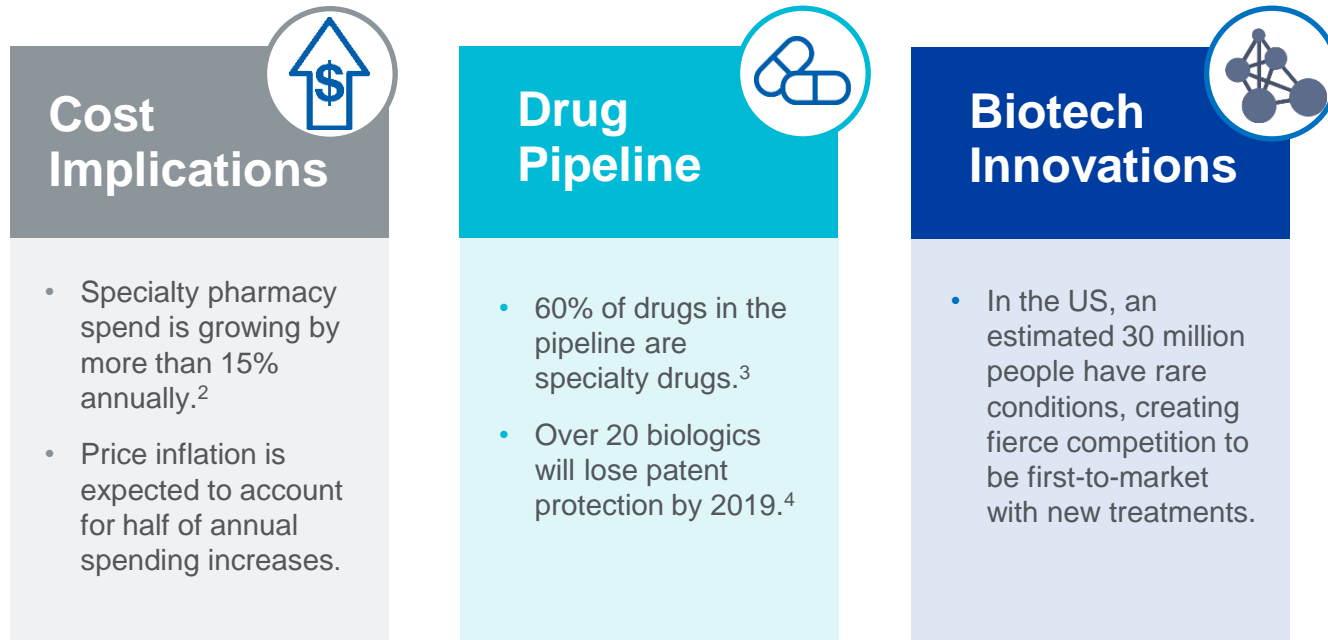 $
Cost
Implications
• Specialty pharmacy
spend is growing by
more than 15%
annually.2
• Price inflation is
expected to account
for half of annual
spending increases.
Drug
Pipeline
• 60% of drugs in the
pipeline are
specialty drugs.3
• Over 20 biologics
will lose patent
protection by 2019.4
Biotech
Innovations
• In the US, an
estimated 30 million
people have rare
conditions, creating
fierce competition to
be first-to-market
with new treatments.